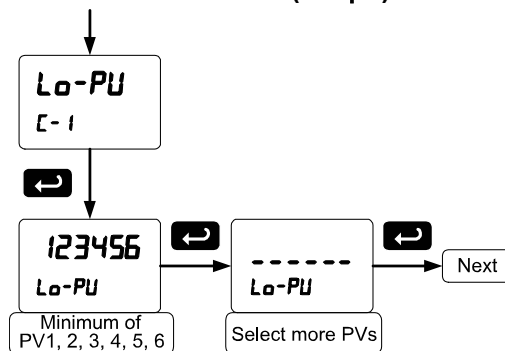 Lo-PU
C-1
123456
Lo-PU
Minimum of
PV1, 2, 3, 4, 5, 6
------
Lo-PU
Select more PVs
Next